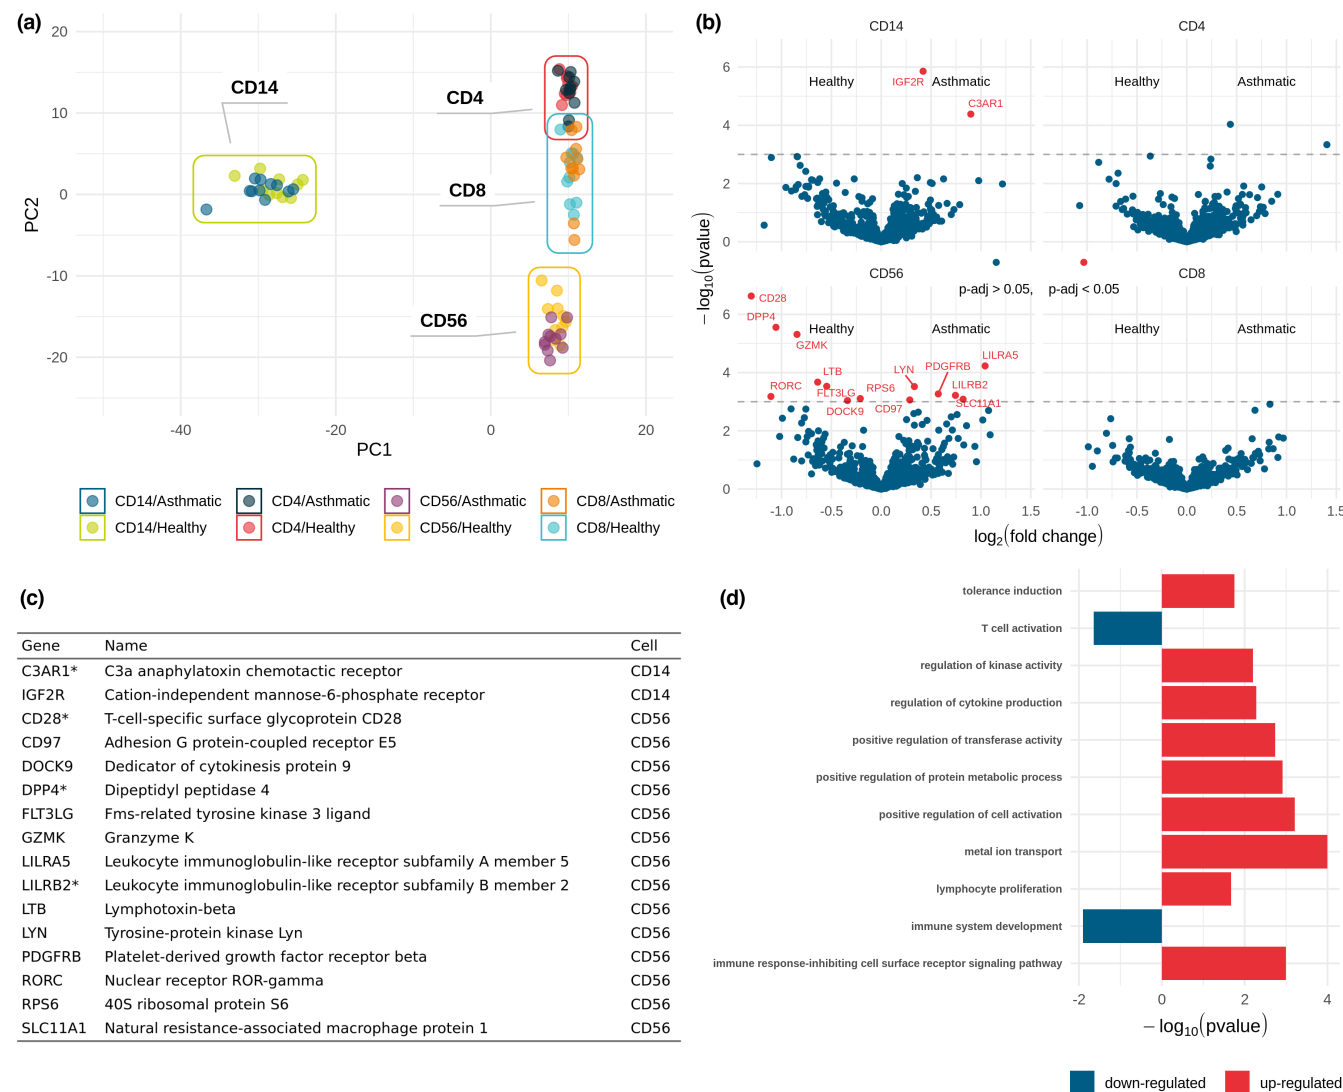 (a)
20
10
0
-10
-20
PC2
CD14
CD4
CD8
CD56
-40
-20
0
20
PC1
CD14/Asthmatic
CD4/Asthmatic
CD56/Asthmatic
CD8/Asthmatic
CD14/Healthy
CD4/Healthy
CD56/Healthy
CD8/Healthy
(b)
CD14
CD4
6
4
2
0
Healthy
IGF2R
Asthmatic
C3AR1
Healthy
Asthmatic
− log10(pvalue)
CD56
CD8
p-adj > 0.05,
p-adj < 0.05
6
4
2
0
CD28
DPP4
GZMK
Healthy
Asthmatic
LILRA5
LTB
LYN
PDGFRB
RORC
FLT3LG
RPS6
LILRB2
DOCK9
CD97
SLC11A1
Healthy
Asthmatic
-1.0
-0.5
0.0
0.5
1.0
1.5
-1.0
-0.5
0.0
0.5
1.0
log2(fold change)
(c)
Gene Name Cell
C3AR1* C3a anaphylatoxin chemotactic receptor CD14
IGF2R Cation-independent mannose-6-phosphate receptor CD14
CD28* T-cell-specific surface glycoprotein CD28 CD56
CD97 Adhesion G protein-coupled receptor E5 CD56
DOCK9 Dedicator of cytokinesis protein 9 CD56
DPP4* Dipeptidyl peptidase 4 CD56
FLT3LG Fms-related tyrosine kinase 3 ligand CD56
GZMK Granzyme K CD56
LILRA5 Leukocyte immunoglobulin-like receptor subfamily A member 5 CD56
LILRB2* Leukocyte immunoglobulin-like receptor subfamily B member 2 CD56
LTB Lymphotoxin-beta CD56
LYN Tyrosine-protein kinase Lyn CD56
PDGFRB Platelet-derived growth factor receptor beta CD56
RORC Nuclear receptor ROR-gamma CD56
RPS6 40S ribosomal protein S6 CD56
SLC11A1 Natural resistance-associated macrophage protein 1 CD56
(d)
tolerance induction
T cell activation
regulation of kinase activity
regulation of cytokine production
positive regulation of transferase activity
positive regulation of protein metabolic process
positive regulation of cell activation
metal ion transport
lymphocyte proliferation
immune system development
immune response-inhibiting cell surface receptor signaling pathway
-2
0
2
4
− log10(pvalue)
down-regulated
up-regulated